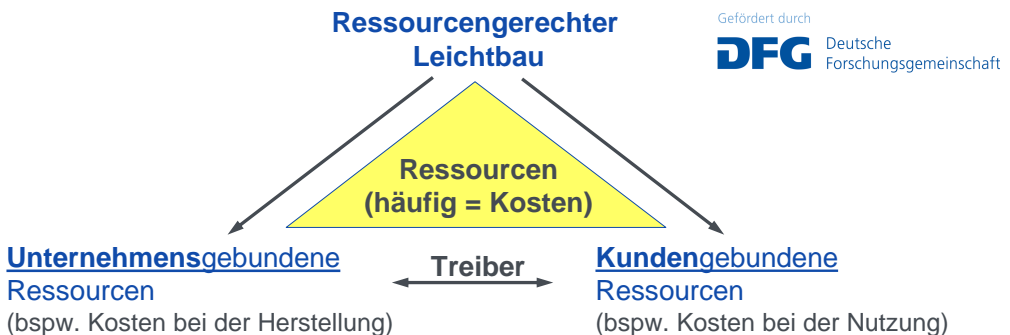 Ressourcengerechter
Leichtbau
Gefördert durch
DFG
Deutsche
Forschungsgemeinschaft
Ressourcen
(häufig = Kosten)
Unternehmensgebundene
Ressourcen
(bspw. Kosten bei der Herstellung)
Treiber
Kundengebundene
Ressourcen
(bspw. Kosten bei der Nutzung)